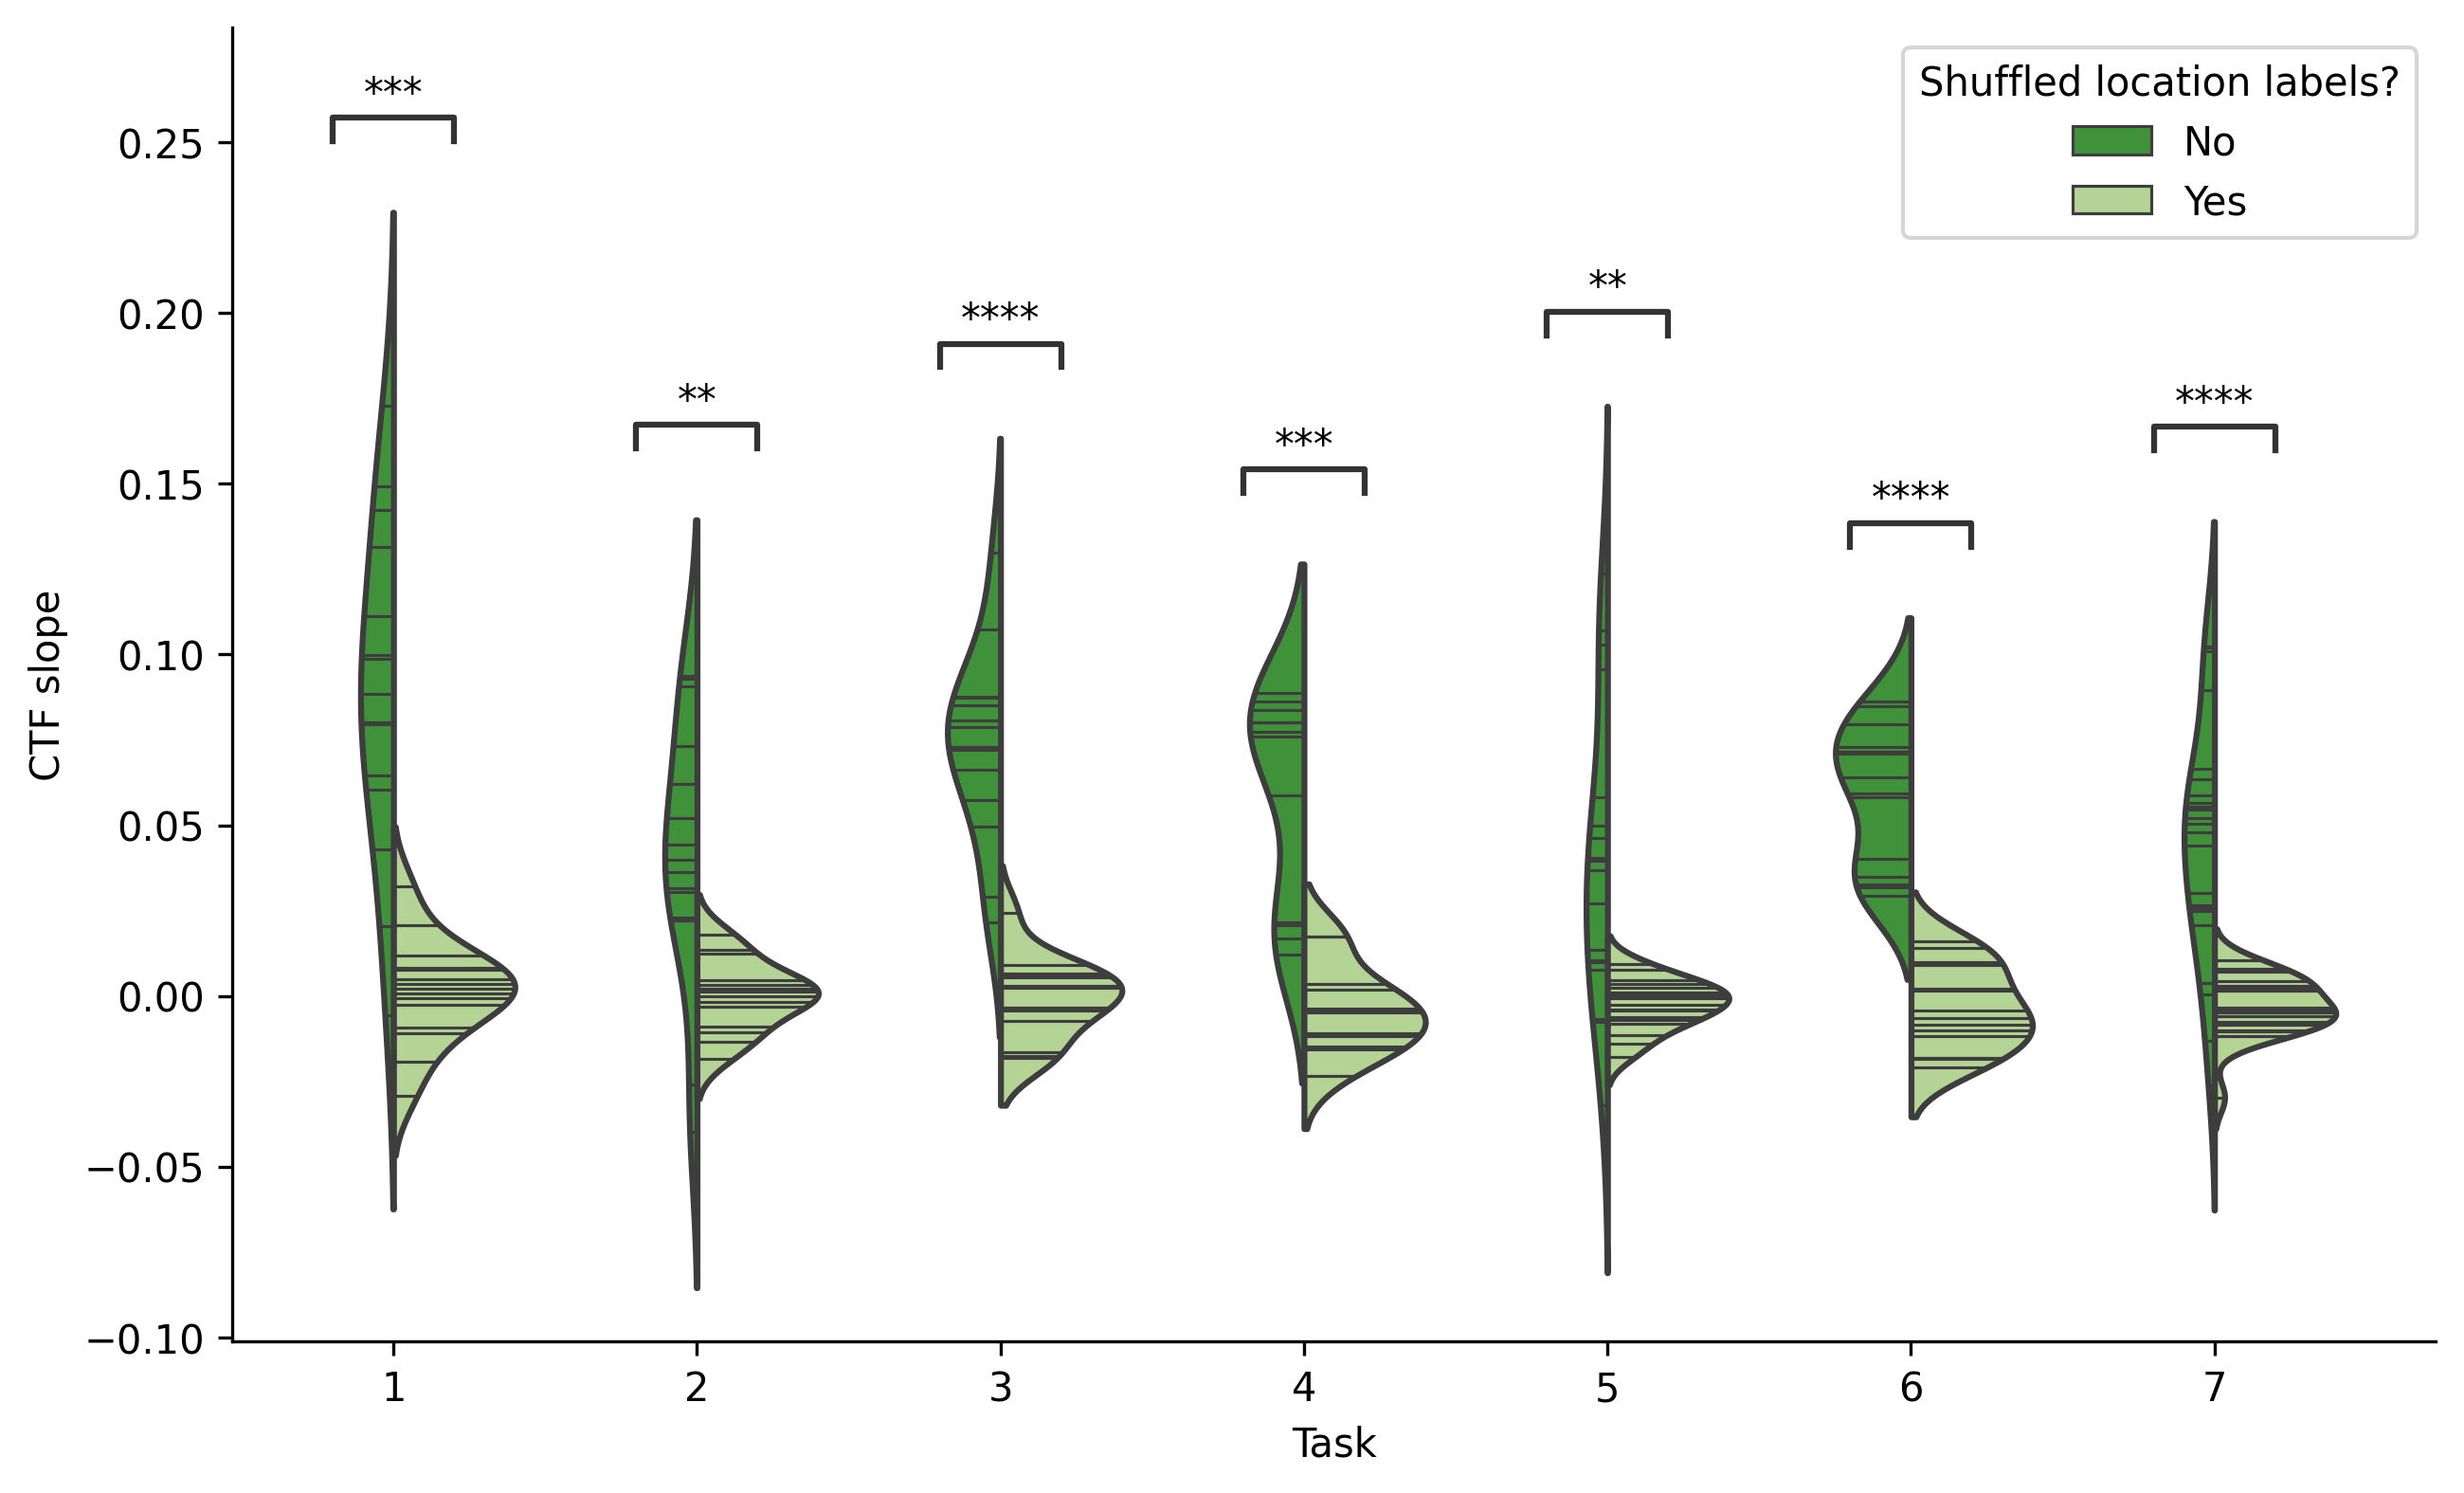 Shuffled location labels?
No
Yes
***
**
****
***
**
****
****
0.25
0.20
0.15
0.10
0.05
0.00
−0.05
−0.10
CTF slope
1 2 3 4 5 6 7
Task